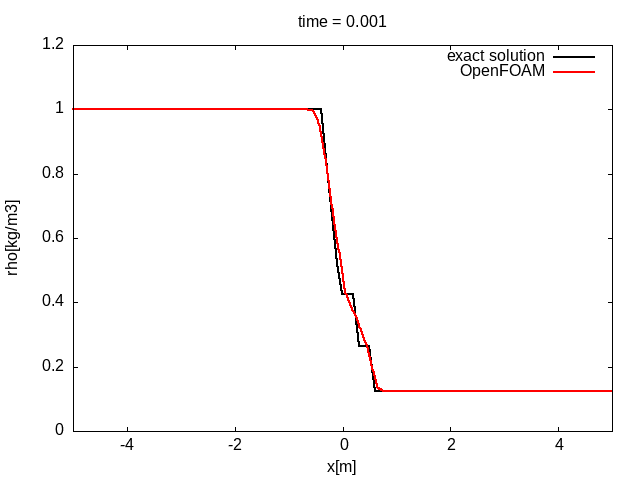 time = 0.001
exact solution
OpenFOAM
1.2
1
0.8
0.6
0.4
0.2
0
rho[kg/m3]
-4 -2 0 2 4
x[m]